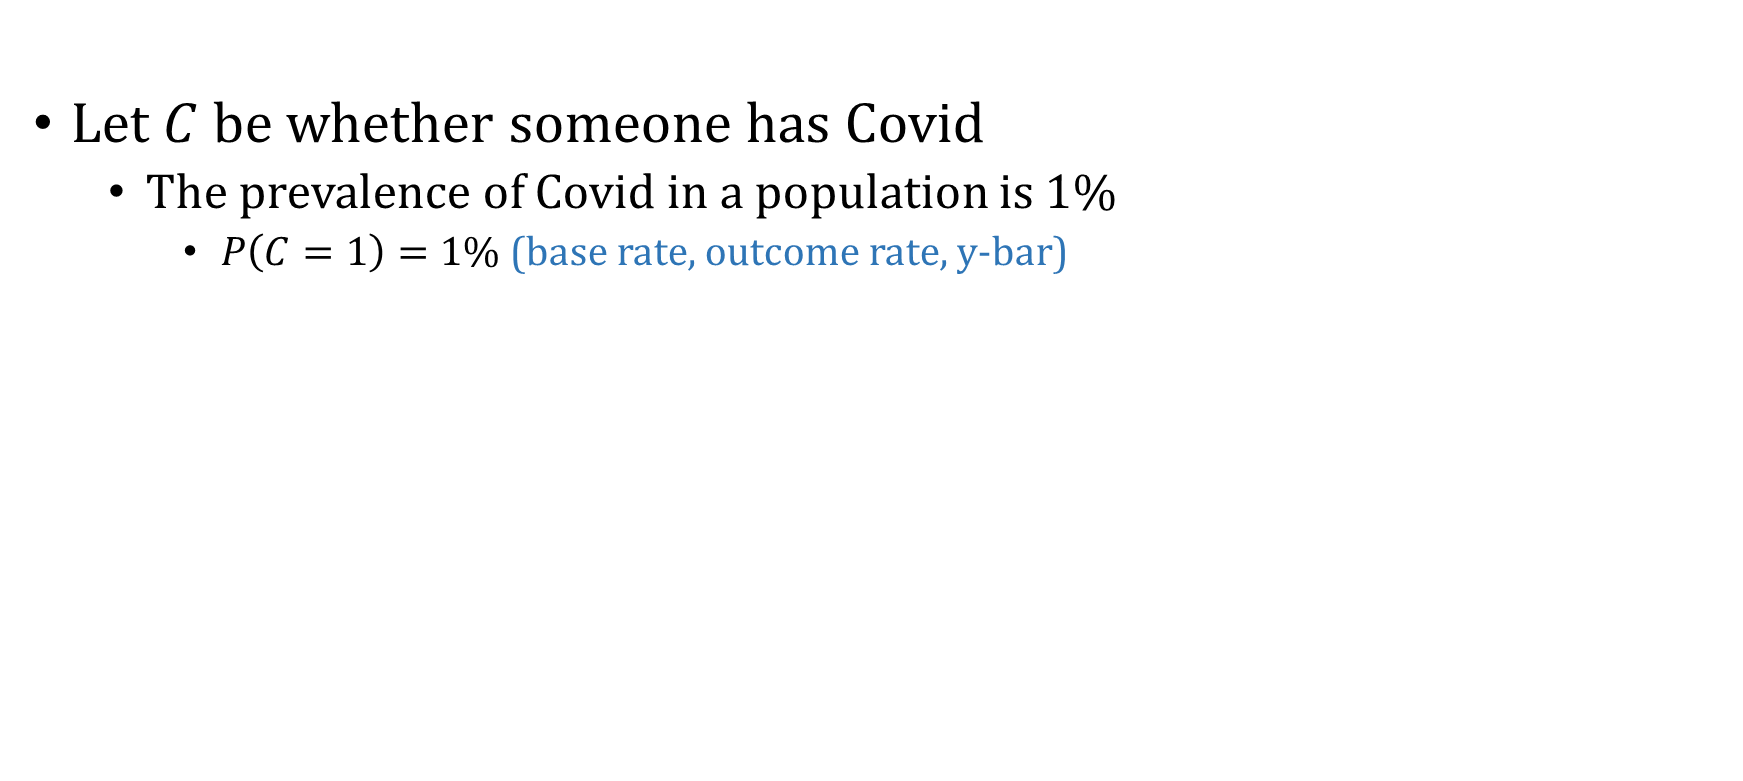 • Let C be whether someone has Covid
• The prevalence of Covid in a population is 1%
• P(C = 1) = 1% (base rate, outcome rate, y-bar)